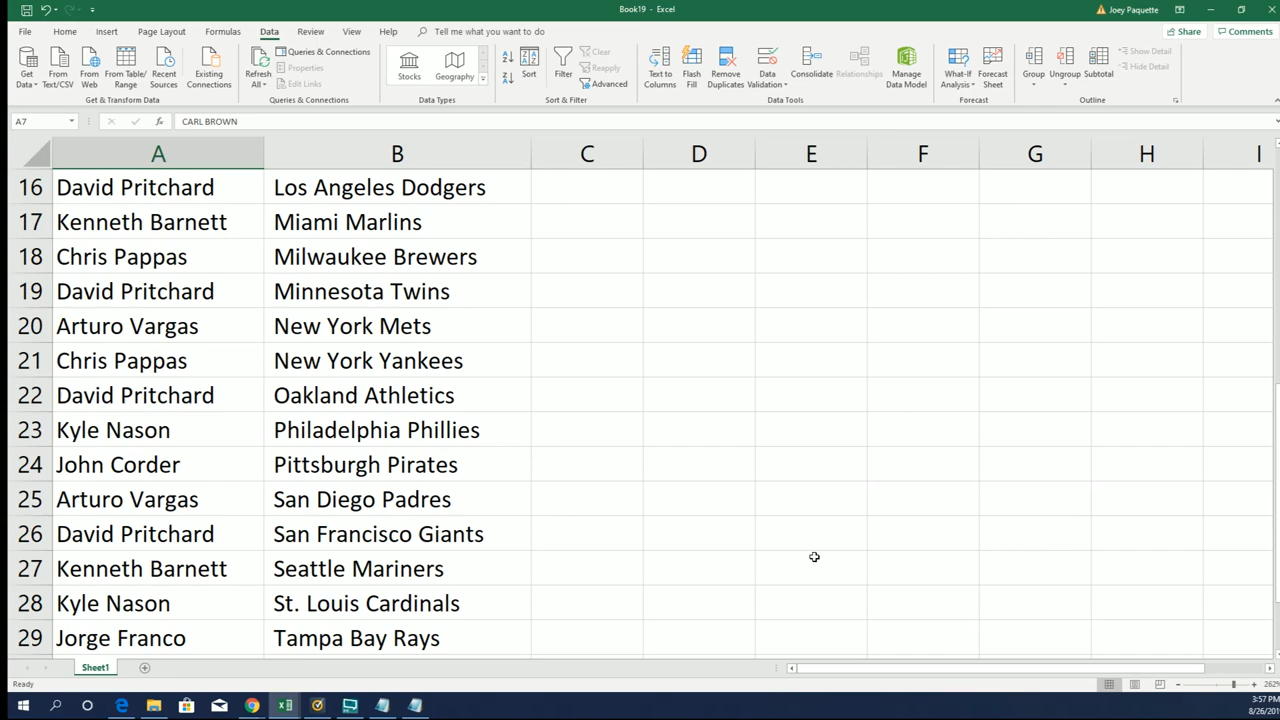 Book19 - Excel
Joey Paquette
File Home Insert Page Layout Formulas Data Review View Help Tell me what you want to do
Share Comments
Get Data
From Text/CSV
From Web
From Table/ Range
Recent Sources
Existing Connections
Get & Transform Data
Refresh All
Queries & Connections
Properties
Edit Links
Queries & Connections
Stocks
Geography
Data Types
Sort
Filter
Clear
Reapply
Advanced
Sort & Filter
Text to Columns
Flash Fill
Remove Duplicates
Data Validation
Consolidate
Relationships
Manage Data Model
Data Tools
What-If Analysis
Forecast Sheet
Forecast
Group
Ungroup
Subtotal
Show Detail
Hide Detail
Outline
A7 fx CARL BROWN
A B C D E F G H I
16 David Pritchard Los Angeles Dodgers
17 Kenneth Barnett Miami Marlins
18 Chris Pappas Milwaukee Brewers
19 David Pritchard Minnesota Twins
20 Arturo Vargas New York Mets
21 Chris Pappas New York Yankees
22 David Pritchard Oakland Athletics
23 Kyle Nason Philadelphia Phillies
24 John Corder Pittsburgh Pirates
25 Arturo Vargas San Diego Padres
26 David Pritchard San Francisco Giants
27 Kenneth Barnett Seattle Mariners
28 Kyle Nason St. Louis Cardinals
29 Jorge Franco Tampa Bay Rays
Sheet1
Ready
262%
3:57 PM
8/26/201